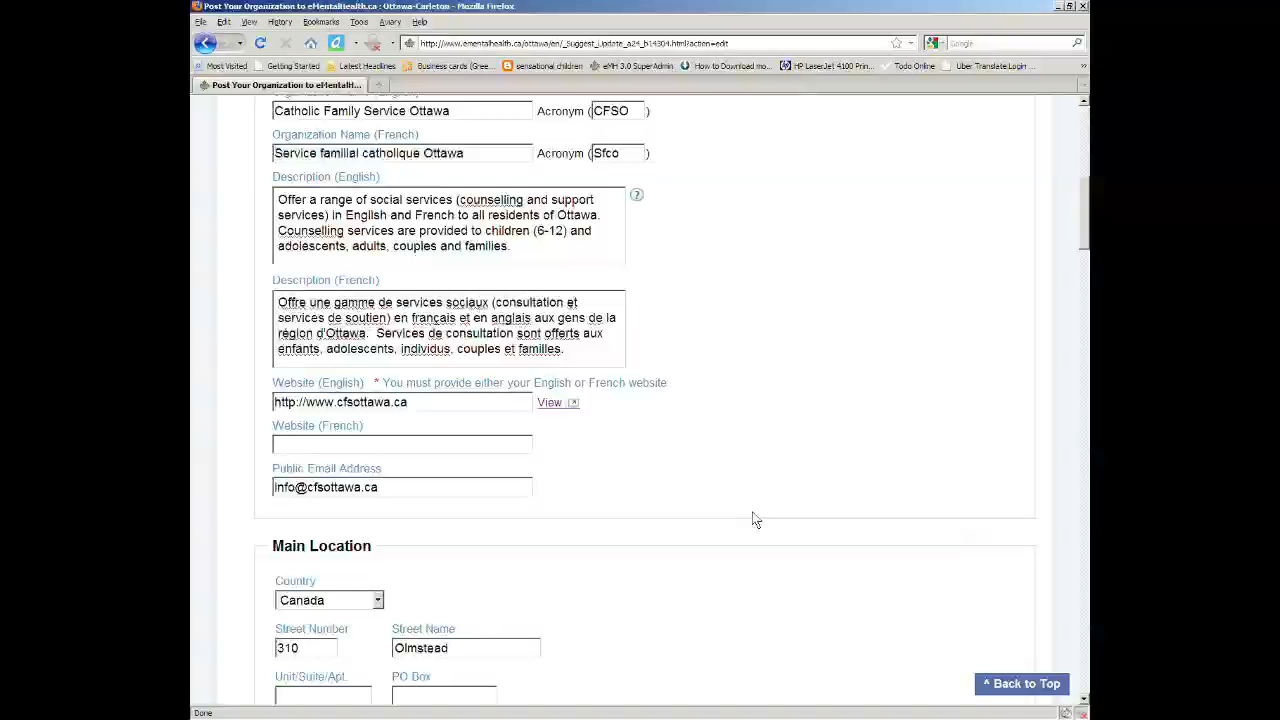 Post Your Organization to eMentalHealth.ca : Ottawa-Carleton - Mozilla Firefox
File Edit View History Bookmarks Tools Aviary Help
http://www.ementalhealth.ca/ottawa/en/_Suggest_Update_a24_b14304.html?action=edit
Google
Most Visited Getting Started Latest Headlines Business cards (Gree... sensational children eMH 3.0 SuperAdmin How to Download mo... HP LaserJet 4100 Prin... Todo Online Uber Translate Login ...
Post Your Organization to eMentalH...
Catholic Family Service Ottawa Acronym ( CFSO )
Organization Name (French)
Service familial catholique Ottawa Acronym ( Sfco )
Description (English)
Offer a range of social services (counselling and support
services) in English and French to all residents of Ottawa.
Counselling services are provided to children (6-12) and
adolescents, adults, couples and families.
Description (French)
Offre une gamme de services sociaux (consultation et
services de soutien) en français et en anglais aux gens de la
région d'Ottawa. Services de consultation sont offerts aux
enfants, adolescents, individus, couples et familles.
Website (English) * You must provide either your English or French website
http://www.cfsottawa.ca View
Website (French)
Public Email Address
info@cfsottawa.ca
Main Location
Country
Canada
Street Number Street Name
310 Olmstead
Unit/Suite/Apt. PO Box
^ Back to Top
Done